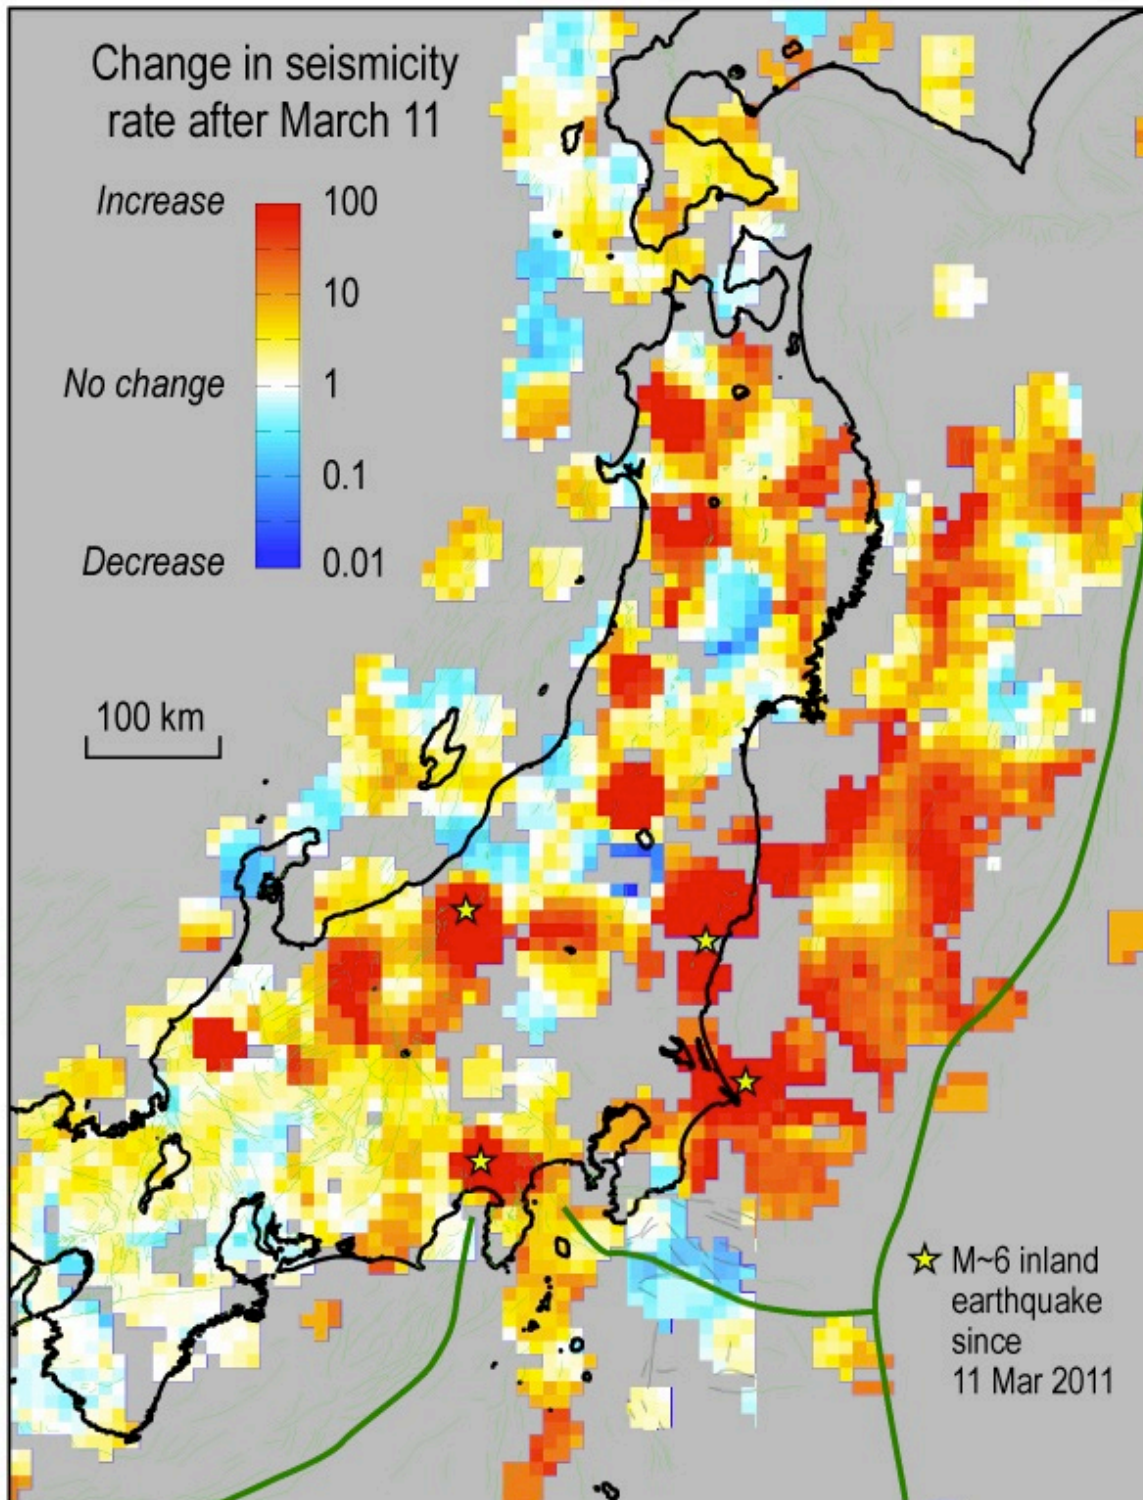 Change in seismicity
rate after March 11
Increase
100
10
No change
1
0.1
Decrease
0.01
100 km
M~6 inland
earthquake
since
11 Mar 2011